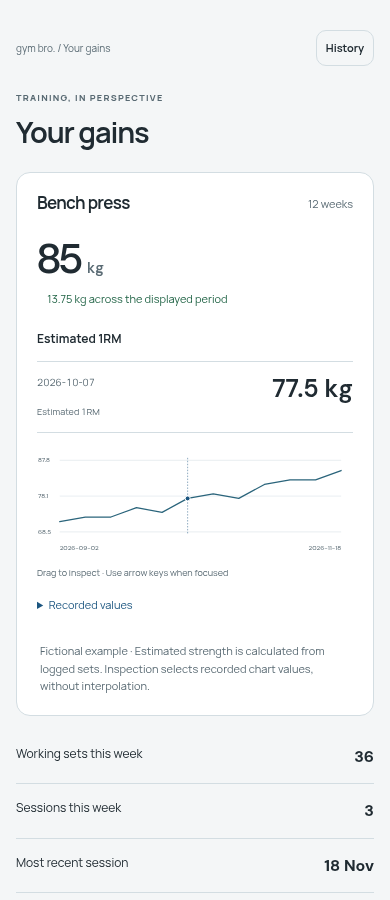 gym bro. / Your gains
History
TRAINING, IN PERSPECTIVE
Your gains
Bench press
12 weeks
85 kg
13.75 kg across the displayed period
Estimated 1RM
2026-10-07
77.5 kg
Estimated 1RM
87.8
78.1
68.5
2026-09-02
2026-11-18
Drag to inspect · Use arrow keys when focused
Recorded values
Fictional example · Estimated strength is calculated from
logged sets. Inspection selects recorded chart values,
without interpolation.
Working sets this week
36
Sessions this week
3
Most recent session
18 Nov